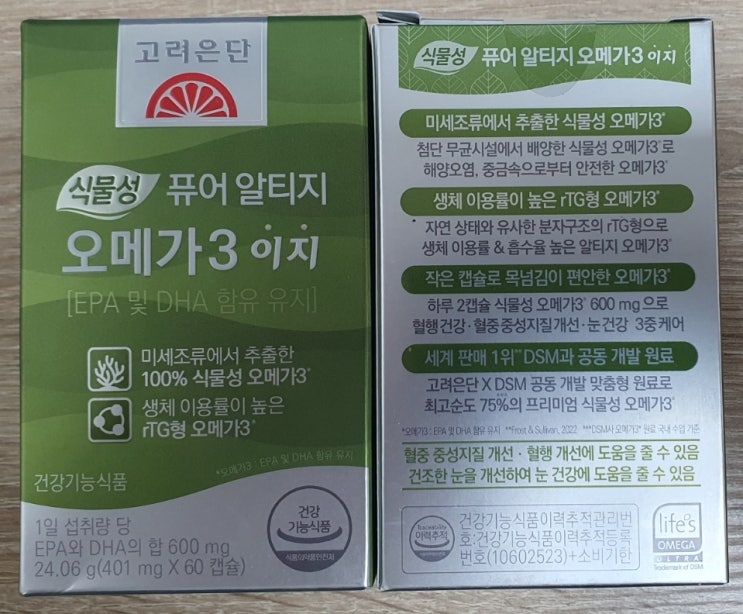 고려은단
식물성 퓨어 알티지
오메가3 이지
[EPA 및 DHA 함유 유지]
미세조류에서 추출한
100% 식물성 오메가3*
생체 이용률이 높은
rTG형 오메가3*
*오메가3 : EPA 및 DHA 함유 유지
건강기능식품
1일 섭취량 당
EPA와 DHA의 합 600 mg
24.06 g(401 mg X 60 캡슐)
건강
기능식품
식품의약품안전처
식물성 퓨어 알티지 오메가3 이지
미세조류에서 추출한 식물성 오메가3*
첨단 무균시설에서 배양한 식물성 오메가3*로
해양오염, 중금속으로부터 안전한 오메가3*
생체 이용률이 높은 rTG형 오메가3*
자연 상태와 유사한 분자구조의 rTG형으로
생체 이용률 & 흡수율 높은 알티지 오메가3*
작은 캡슐로 목넘김이 편안한 오메가3*
하루 2캡슐 식물성 오메가3* 600 mg으로
혈행건강·혈중중성지질개선·눈건강 3중케어
세계 판매 1위** DSM과 공동 개발 원료
고려은단 X DSM 공동 개발 맞춤형 원료로
최고순도 75%***의 프리미엄 식물성 오메가3*
*오메가3 : EPA 및 DHA 함유 유지 **Frost & Sullivan, 2022 ***DSM사 오메가3* 원료 국내 수입 기준
혈중 중성지질 개선·혈행 개선에 도움을 줄 수 있음
건조한 눈을 개선하여 눈 건강에 도움을 줄 수 있음
Traceability
이력추적
건강기능식품이력추적관리번
호:건강기능식품이력추적등록
번호(10602523)+소비기한
life's
OMEGA
ULTRA
Trademark of DSM